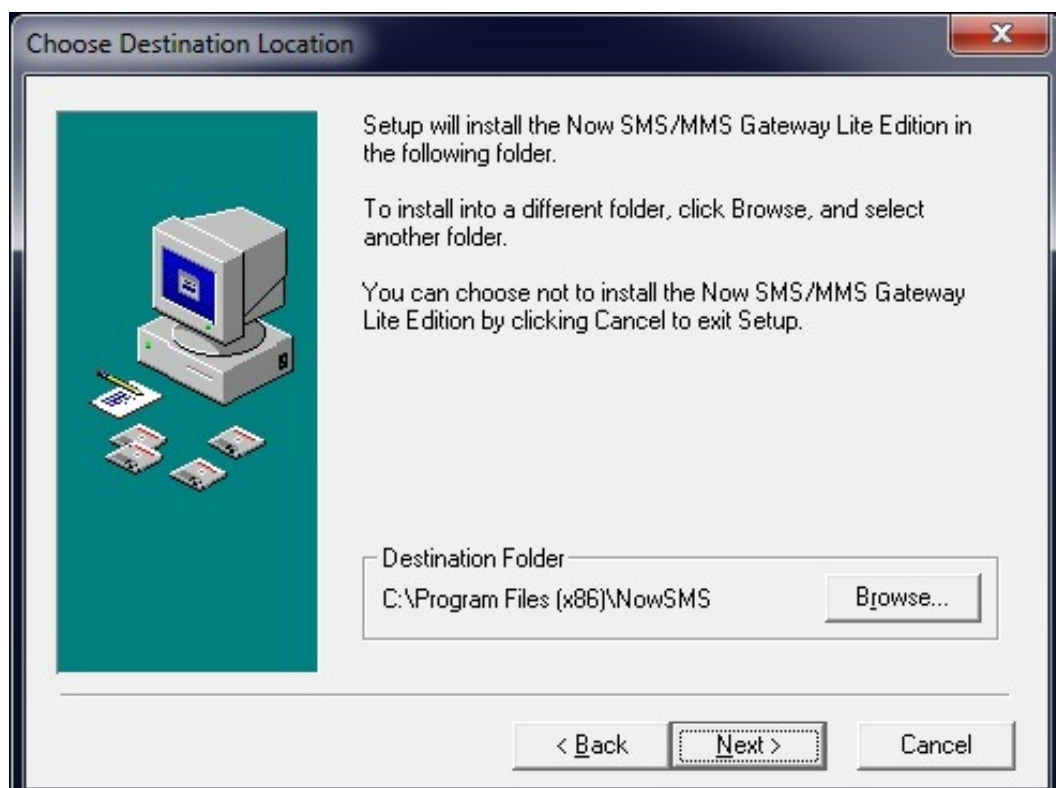 Choose Destination Location
Setup will install the Now SMS/MMS Gateway Lite Edition in
the following folder.
To install into a different folder, click Browse, and select
another folder.
You can choose not to install the Now SMS/MMS Gateway
Lite Edition by clicking Cancel to exit Setup.
Destination Folder
C:\Program Files (x86)\NowSMS
Browse...
< Back
Next >
Cancel